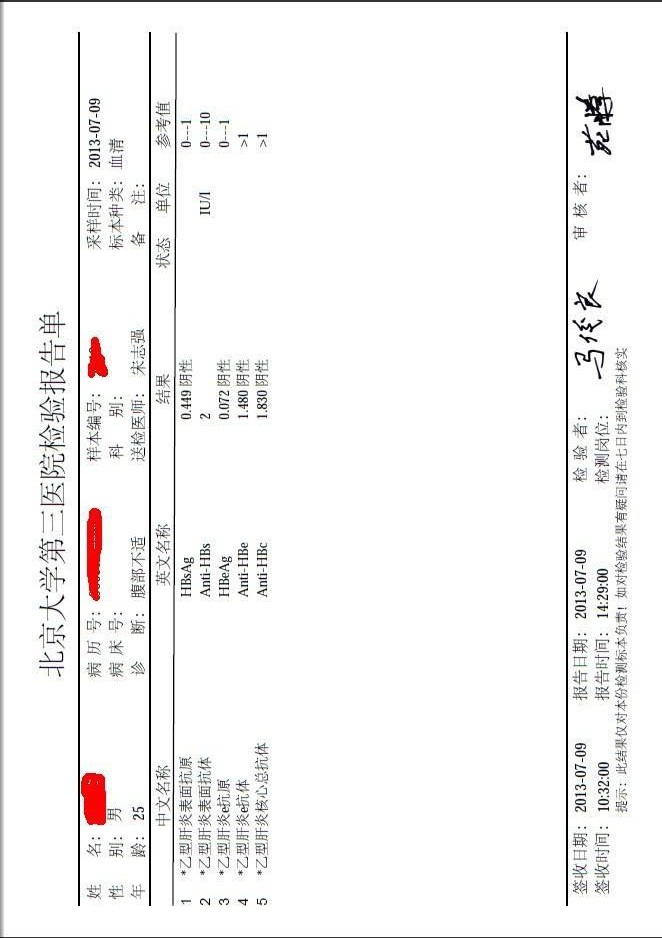 北京大学第三医院检验报告单
姓 名： 病 历 号： 样本编号： 采样时间： 2013-07-09
性 别： 男 病 床 号： 科 别： 标本种类： 血清
年 龄： 25 诊 断： 腹部不适 送检医师： 宋志强 备 注：
中文名称 英文名称 结果 状态 单位 参考值
1 *乙型肝炎表面抗原 HBsAg 0.449 阴性 0---1
2 *乙型肝炎表面抗体 Anti-HBs 2 IU/l 0---10
3 *乙型肝炎e抗原 HBeAg 0.072 阴性 0---1
4 *乙型肝炎e抗体 Anti-HBe 1.480 阴性 >1
5 *乙型肝炎核心总抗体 Anti-HBc 1.830 阴性 >1
签收日期： 2013-07-09 报告日期： 2013-07-09 检 验 者： 马俊良 审 核 者：
签收时间： 10:32:00 报告时间： 14:29:00 检测岗位：
提示：此结果仅对本份检测标本负责！如对检验结果有疑问请在七日内到检验科核实